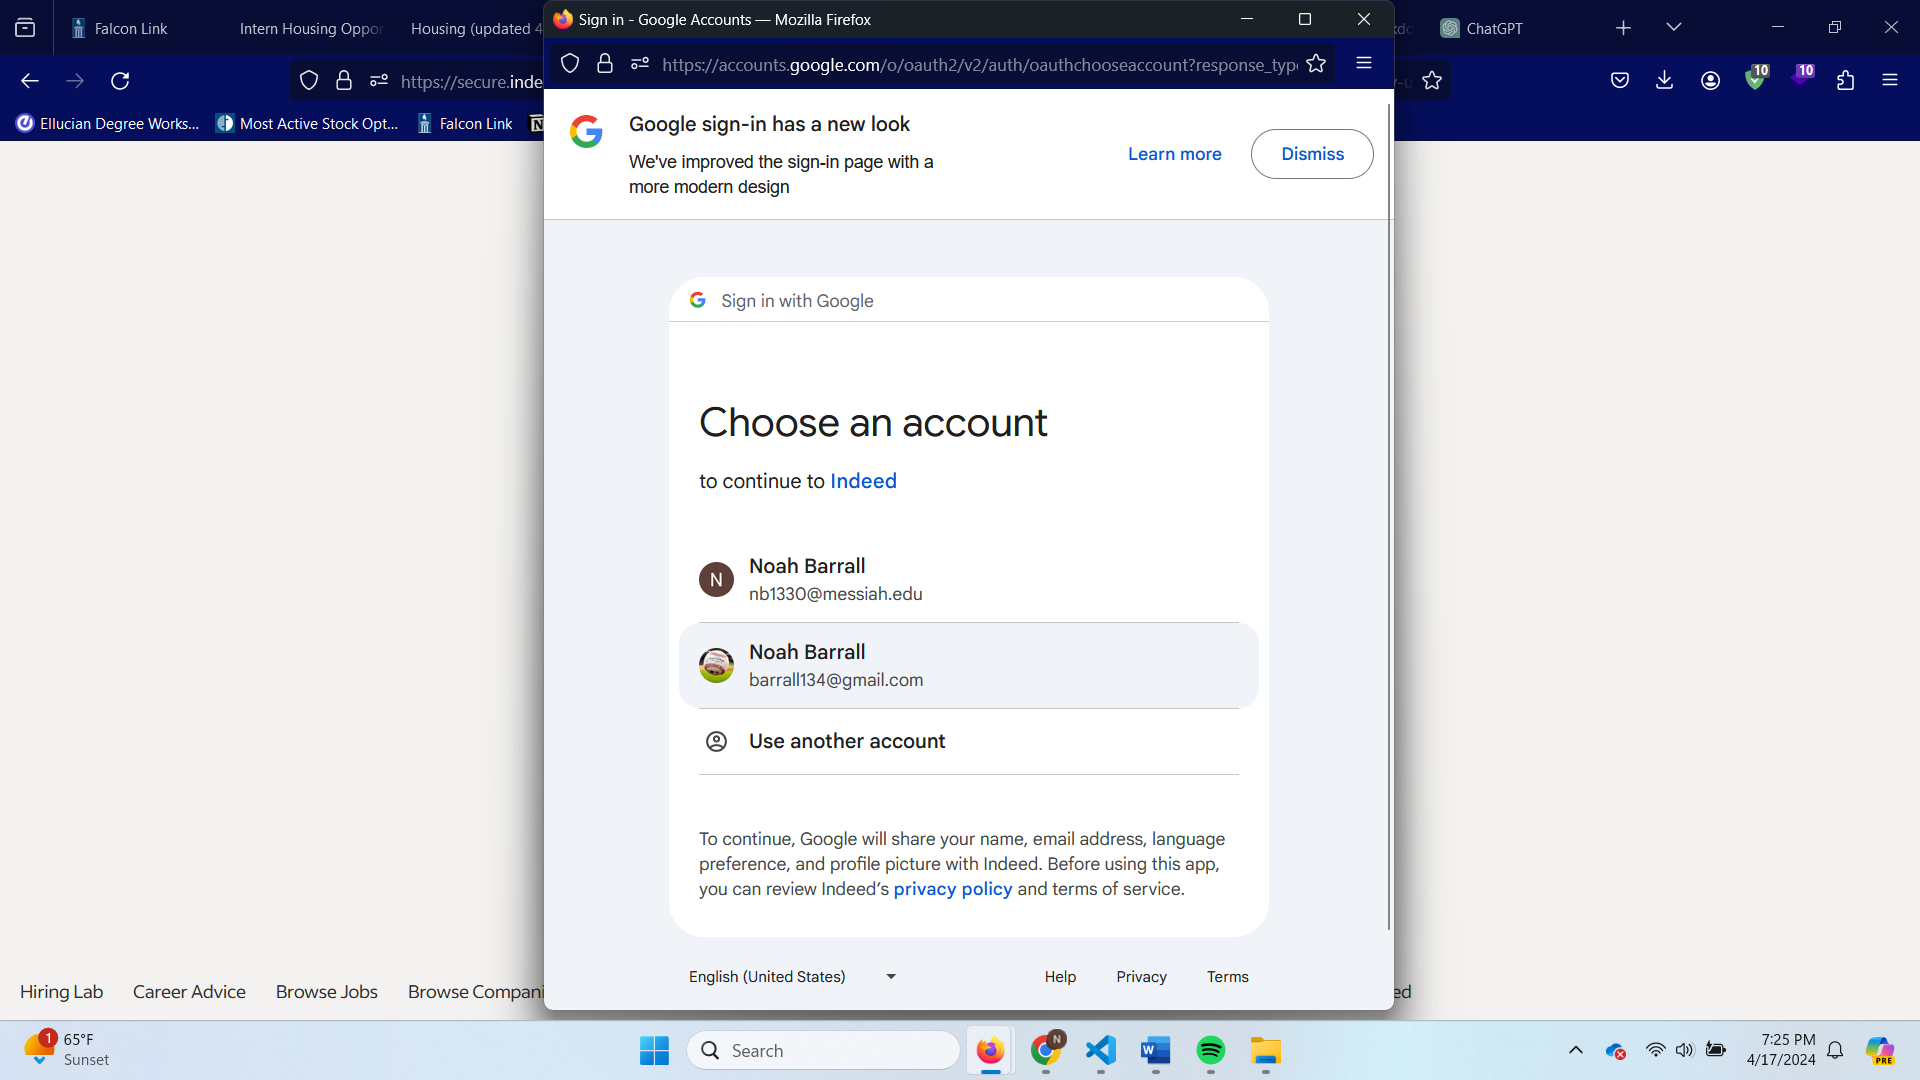 Falcon Link
Intern Housing Oppor
Housing (updated 4
ChatGPT
Sign in - Google Accounts — Mozilla Firefox
https://secure.inde
https://accounts.google.com/o/oauth2/v2/auth/oauthchooseaccount?response_type
10
10
Ellucian Degree Works...
Most Active Stock Opt...
Falcon Link
Google sign-in has a new look
We've improved the sign-in page with a
more modern design
Learn more
Dismiss
Sign in with Google
Choose an account
to continue to Indeed
N
Noah Barrall
nb1330@messiah.edu
Noah Barrall
barrall134@gmail.com
Use another account
To continue, Google will share your name, email address, language
preference, and profile picture with Indeed. Before using this app,
you can review Indeed’s privacy policy and terms of service.
English (United States)
Help
Privacy
Terms
Hiring Lab
Career Advice
Browse Jobs
Browse Compani
ed
1
65°F
Sunset
Search
N
W
7:25 PM
4/17/2024
PRE